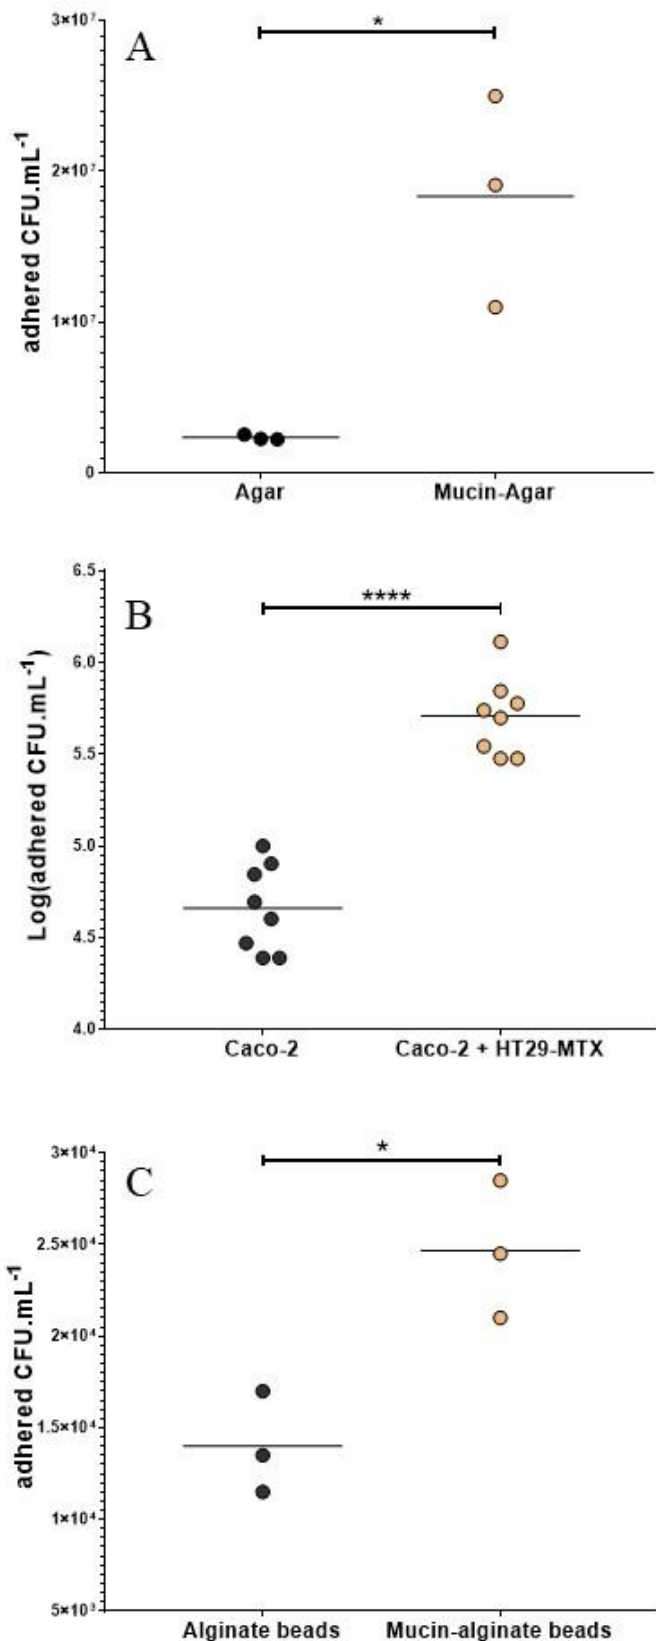 A
*
3×10⁷
2×10⁷
1×10⁷
0
adhered CFU.mL⁻¹
Agar
Mucin-Agar
B
****
6.5
6.0
5.5
5.0
4.5
4.0
Log(adhered CFU.mL⁻¹)
Caco-2
Caco-2 + HT29-MTX
C
*
3×10⁴
2.5×10⁴
2×10⁴
1.5×10⁴
1×10⁴
5×10³
adhered CFU.mL⁻¹
Alginate beads
Mucin-alginate beads